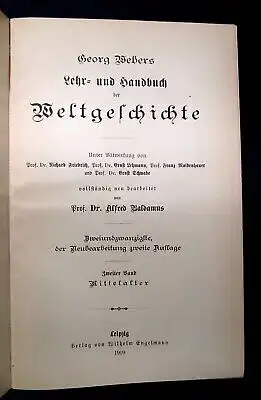 Georg Webers
Lehr- und Handbuch
der
Weltgeschichte
Unter Mitwirkung von
Prof. Dr. Richard Friedrich, Prof. Dr. Ernst Lehmann, Prof. Franz Moldenhauer
und Prof. Dr. Ernst Schwabe
vollständig neu bearbeitet
von
Prof. Dr. Alfred Baldamus
Zweiundzwanzigste,
der Neubearbeitung zweite Auflage
Zweiter Band
Mittelalter
Leipzig
Verlag von Wilhelm Engelmann
1909